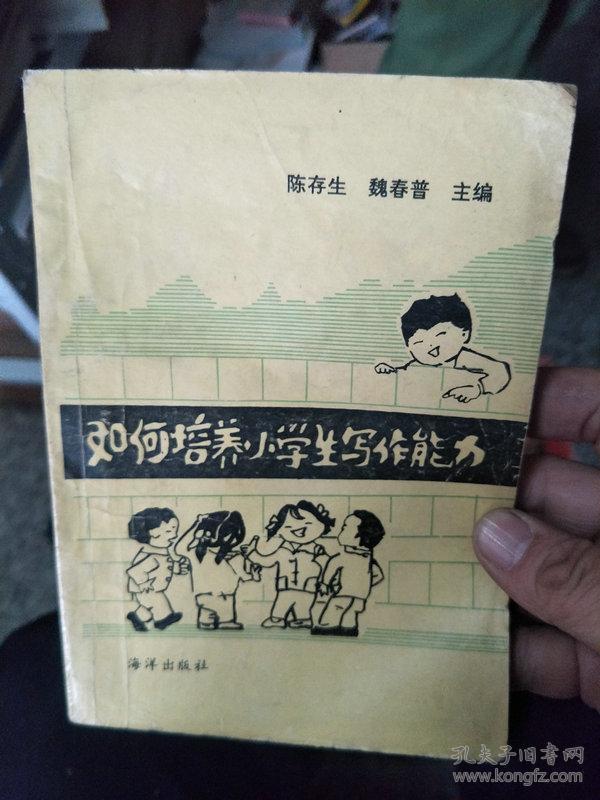 陈存生 魏春普 主编
如何培养小学生写作能力
海洋出版社
孔夫子旧书网
www.kongfz.com